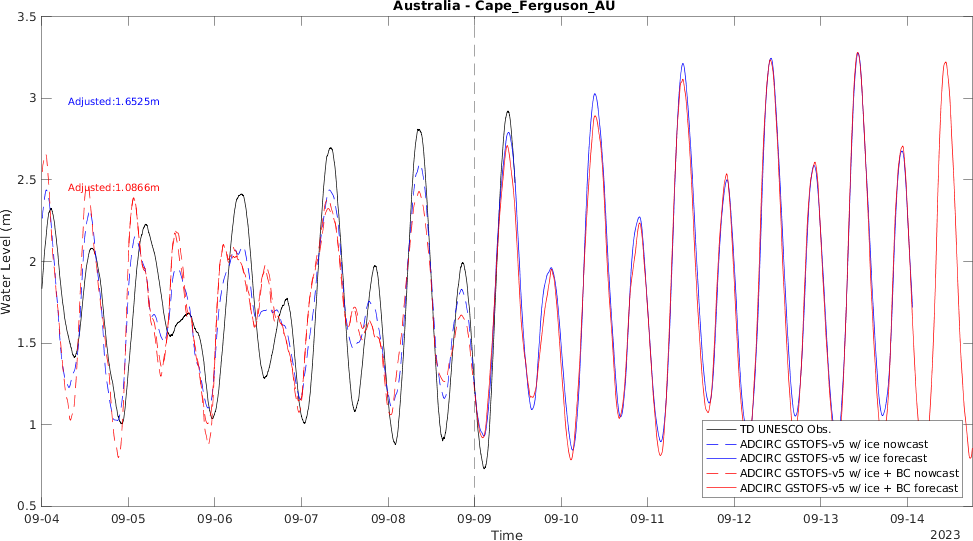 Australia - Cape_Ferguson_AU
3.5
3
2.5
2
1.5
1
0.5
Water Level (m)
Adjusted:1.6525m
Adjusted:1.0866m
TD UNESCO Obs.
ADCIRC GSTOFS-v5 w/ ice nowcast
ADCIRC GSTOFS-v5 w/ ice forecast
ADCIRC GSTOFS-v5 w/ ice + BC nowcast
ADCIRC GSTOFS-v5 w/ ice + BC forecast
09-04 09-05 09-06 09-07 09-08 09-09 09-10 09-11 09-12 09-13 09-14
Time
2023